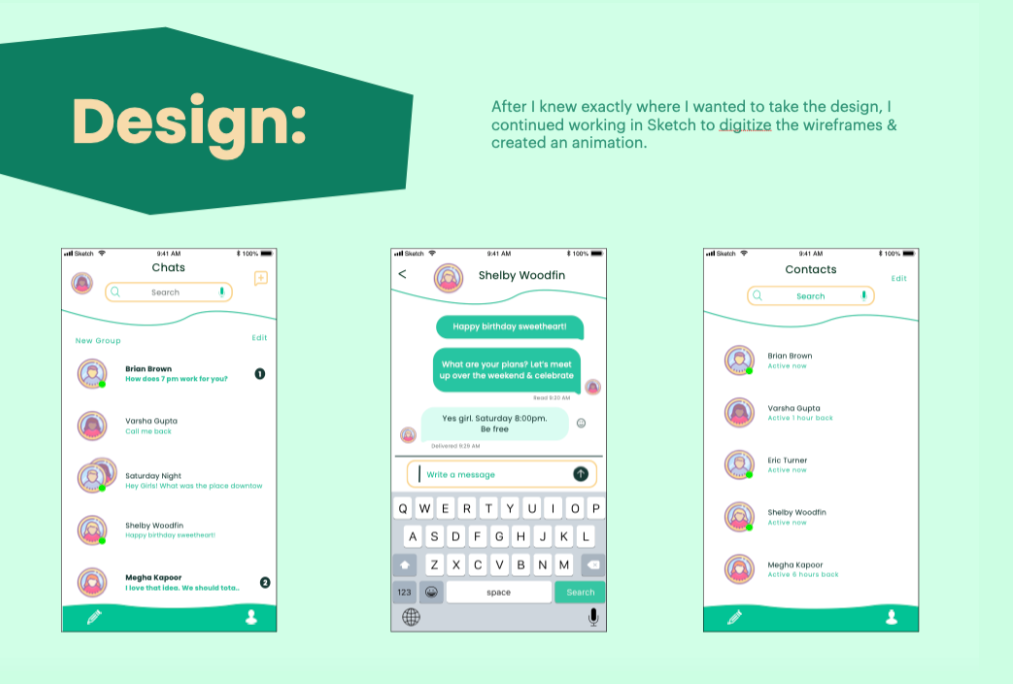 Design:
After I knew exactly where I wanted to take the design, I
continued working in Sketch to digitize the wireframes &
created an animation.
Sketch 9:41 AM 100%
Chats
Search
New Group Edit
Brian Brown
How does 7 pm work for you? 1
Varsha Gupta
Call me back
Saturday Night
Hey Girls! What was the place downtow
Shelby Woodfin
Happy birthday sweetheart!
Megha Kapoor
I love that idea. We should tota.. 2
Sketch 9:41 AM 100%
< Shelby Woodfin
Happy birthday sweetheart!
What are your plans? Let's meet
up over the weekend & celebrate
Read 9:20 AM
Yes girl. Saturday 8:00pm.
Be free
Delivered 9:29 AM
Write a message
Q W E R T Y U I O P
A S D F G H J K L
Z X C V B N M
123 space Search
Sketch 9:41 AM 100%
Contacts
Edit
Search
Brian Brown
Active now
Varsha Gupta
Active 1 hour back
Eric Turner
Active now
Shelby Woodfin
Active now
Megha Kapoor
Active 6 hours back